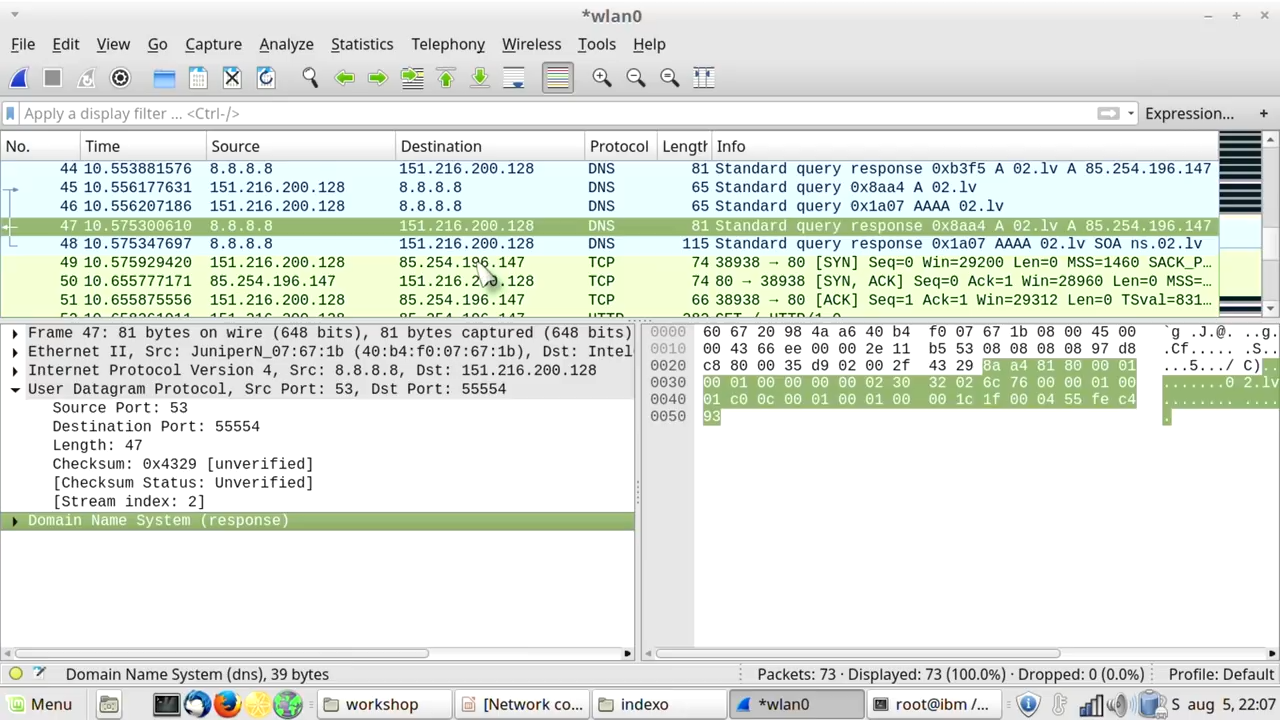 *wlan0
File Edit View Go Capture Analyze Statistics Telephony Wireless Tools Help
Apply a display filter ... <Ctrl-/> Expression... +
No. Time Source Destination Protocol Length Info
44 10.553881576 8.8.8.8 151.216.200.128 DNS 81 Standard query response 0xb3f5 A 02.lv A 85.254.196.147
45 10.556177631 151.216.200.128 8.8.8.8 DNS 65 Standard query 0x8aa4 A 02.lv
46 10.556207186 151.216.200.128 8.8.8.8 DNS 65 Standard query 0x1a07 AAAA 02.lv
47 10.575300610 8.8.8.8 151.216.200.128 DNS 81 Standard query response 0x8aa4 A 02.lv A 85.254.196.147
48 10.575347697 8.8.8.8 151.216.200.128 DNS 115 Standard query response 0x1a07 AAAA 02.lv SOA ns.02.lv
49 10.575929420 151.216.200.128 85.254.196.147 TCP 74 38938 → 80 [SYN] Seq=0 Win=29200 Len=0 MSS=1460 SACK_P…
50 10.655777171 85.254.196.147 151.216.200.128 TCP 74 80 → 38938 [SYN, ACK] Seq=0 Ack=1 Win=28960 Len=0 MSS=…
51 10.655875556 151.216.200.128 85.254.196.147 TCP 66 38938 → 80 [ACK] Seq=1 Ack=1 Win=29312 Len=0 TSval=831…
Frame 47: 81 bytes on wire (648 bits), 81 bytes captured (648 bits)
Ethernet II, Src: JuniperN_07:67:1b (40:b4:f0:07:67:1b), Dst: Intel
Internet Protocol Version 4, Src: 8.8.8.8, Dst: 151.216.200.128
User Datagram Protocol, Src Port: 53, Dst Port: 55554
Source Port: 53
Destination Port: 55554
Length: 47
Checksum: 0x4329 [unverified]
[Checksum Status: Unverified]
[Stream index: 2]
Domain Name System (response)
0000 60 67 20 98 4a a6 40 b4 f0 07 67 1b 08 00 45 00 `g .J.@. ..g.
0010 00 43 66 ee 00 00 2e 11 b5 53 08 08 08 08 97 d8 .Cf..... .S..
0020 c8 80 00 35 d9 02 00 2f 43 29 8a a4 81 80 00 01 ...5.../ C)..
0030 00 01 00 00 00 00 02 30 32 02 6c 76 00 00 01 00 .......0 2.lv
0040 01 c0 0c 00 01 00 01 00 00 1c 1f 00 04 55 fe c4 ........ ....
0050 93 .
Domain Name System (dns), 39 bytes Packets: 73 · Displayed: 73 (100.0%) · Dropped: 0 (0.0%) Profile: Default
Menu workshop [Network co... indexo *wlan0 root@ibm /... S aug 5, 22:07